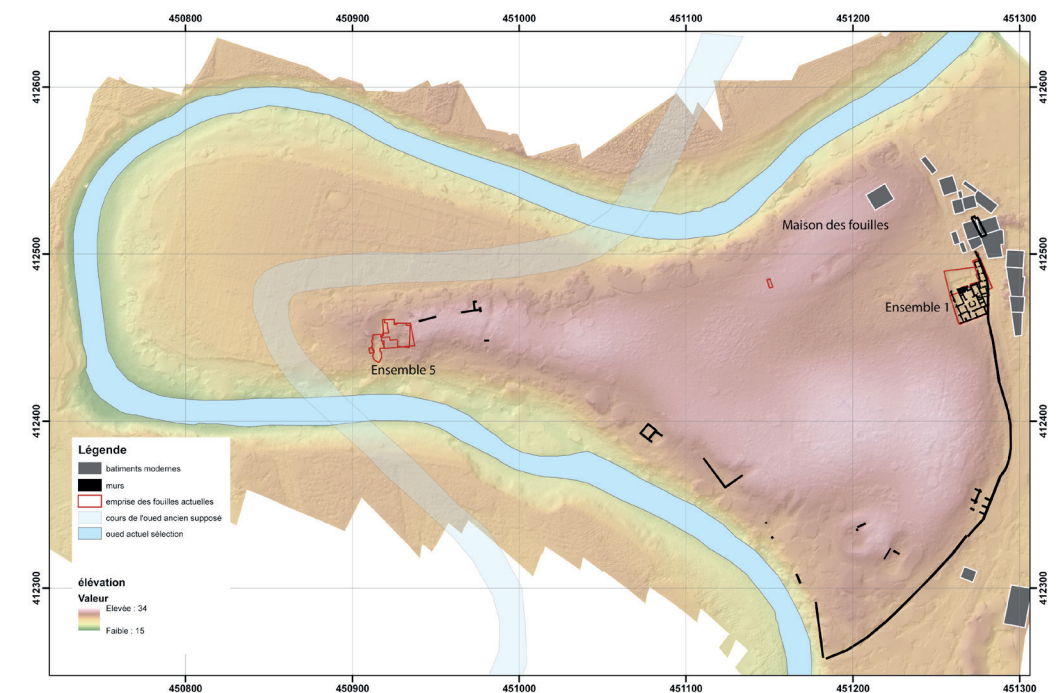 450800 450900 451000 451100 451200 451300
412600 412600
Maison des fouilles
412500 412500
Ensemble 1
Ensemble 5
412400 412400
Légende
batiments modernes
murs
emprise des fouilles actuelles
cours de l'oued ancien supposé
oued actuel sélection
élévation
Valeur
Elevée : 34
Faible : 15
412300 412300
450800 450900 451000 451100 451200 451300